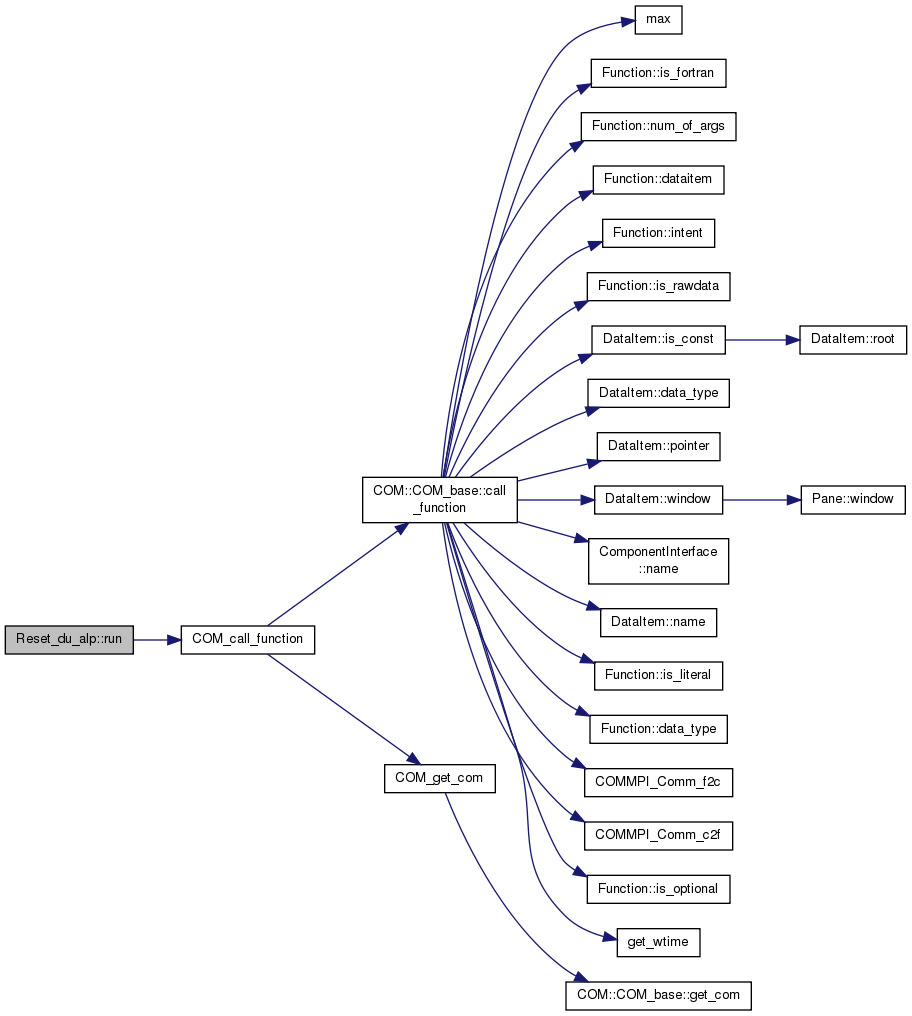 max
Function::is_fortran
Function::num_of_args
Function::dataitem
Function::intent
Function::is_rawdata
DataItem::is_const
DataItem::root
DataItem::data_type
DataItem::pointer
COM::COM_base::call
_function
DataItem::window
Pane::window
ComponentInterface
::name
DataItem::name
Reset_du_alp::run
COM_call_function
Function::is_literal
Function::data_type
COM_get_com
COMMPI_Comm_f2c
COMMPI_Comm_c2f
Function::is_optional
get_wtime
COM::COM_base::get_com